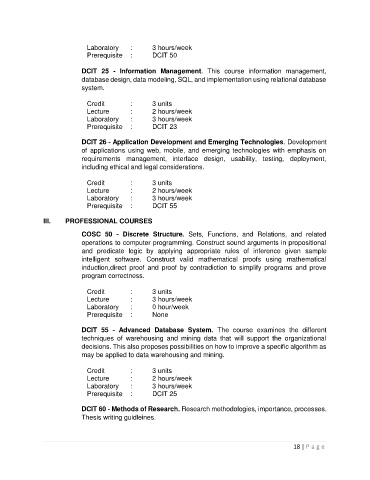 Laboratory : 3 hours/week
Prerequisite : DCIT 50
DCIT 25 - Information Management. This course information management,
database design, data modeling, SQL, and implementation using relational database
system.
Credit : 3 units
Lecture : 2 hours/week
Laboratory : 3 hours/week
Prerequisite : DCIT 23
DCIT 26 - Application Development and Emerging Technologies. Development
of applications using web, mobile, and emerging technologies with emphasis on
requirements management, interface design, usability, testing, deployment,
including ethical and legal considerations.
Credit : 3 units
Lecture : 2 hours/week
Laboratory : 3 hours/week
Prerequisite : DCIT 55
III. PROFESSIONAL COURSES
COSC 50 - Discrete Structure. Sets, Functions, and Relations, and related
operations to computer programming. Construct sound arguments in propositional
and predicate logic by applying appropriate rules of inference given sample
intelligent software. Construct valid mathematical proofs using mathematical
induction,direct proof and proof by contradiction to simplify programs and prove
program correctness.
Credit : 3 units
Lecture : 3 hours/week
Laboratory : 0 hour/week
Prerequisite : None
DCIT 55 - Advanced Database System. The course examines the different
techniques of warehousing and mining data that will support the organizational
decisions. This also proposes possibilities on how to improve a specific algorithm as
may be applied to data warehousing and mining.
Credit : 3 units
Lecture : 2 hours/week
Laboratory : 3 hours/week
Prerequisite : DCIT 25
DCIT 60 - Methods of Research. Research methodologies, importance, processes.
Thesis writing guidleines.
18 | P a g e